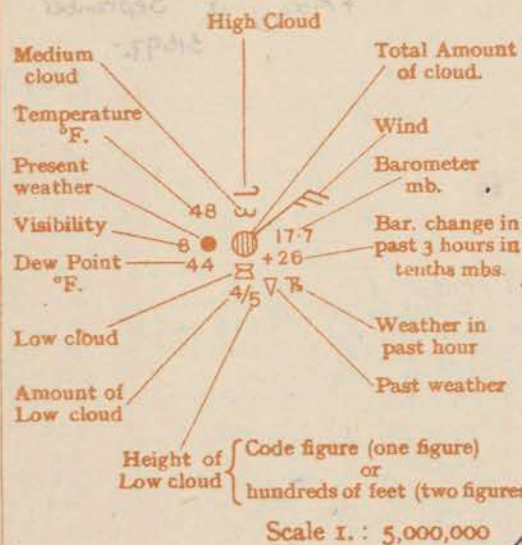 High Cloud
Medium cloud
Total Amount of cloud.
Temperature °F.
Wind
Present weather
Barometer mb.
48
Visibility
6
17·7
Bar. change in past 3 hours in tenths mbs.
Dew Point °F.
44
+26
4/5
Low cloud
Weather in past hour
Amount of Low cloud
Past weather
Height of Low cloud
Code figure (one figure)
or
hundreds of feet (two figures
Scale 1. : 5,000,000